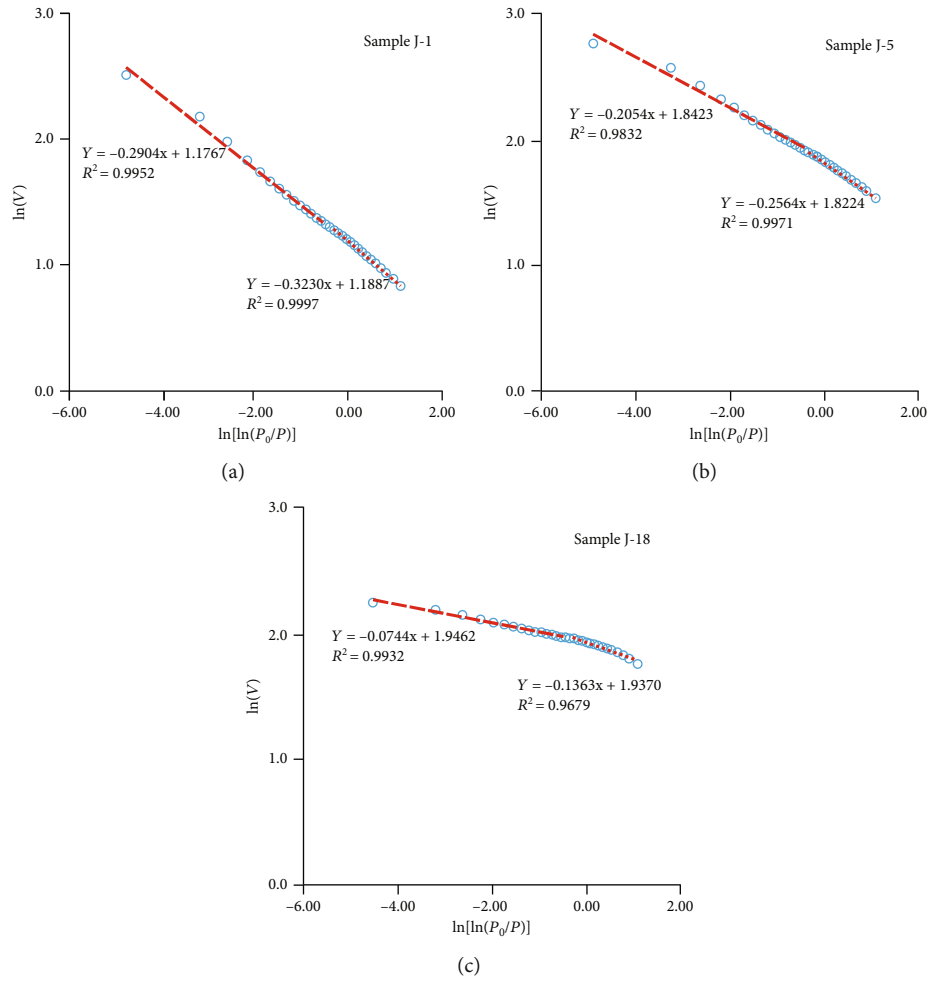 3.0
Sample J-1
2.0
Y = –0.2904x + 1.1767
R² = 0.9952
ln(V)
1.0
Y = –0.3230x + 1.1887
R² = 0.9997
0.0
–6.00 –4.00 –2.00 0.00 2.00
ln[ln(P₀/P)]
(a)
3.0
Sample J-5
Y = –0.2054x + 1.8423
R² = 0.9832
2.0
ln(V)
Y = –0.2564x + 1.8224
R² = 0.9971
1.0
0.0
–6.00 –4.00 –2.00 0.00 2.00
ln[ln(P₀/P)]
(b)
3.0
Sample J-18
2.0
Y = –0.0744x + 1.9462
R² = 0.9932
ln(V)
Y = –0.1363x + 1.9370
R² = 0.9679
1.0
0.0
–6.00 –4.00 –2.00 0.00 2.00
ln[ln(P₀/P)]
(c)